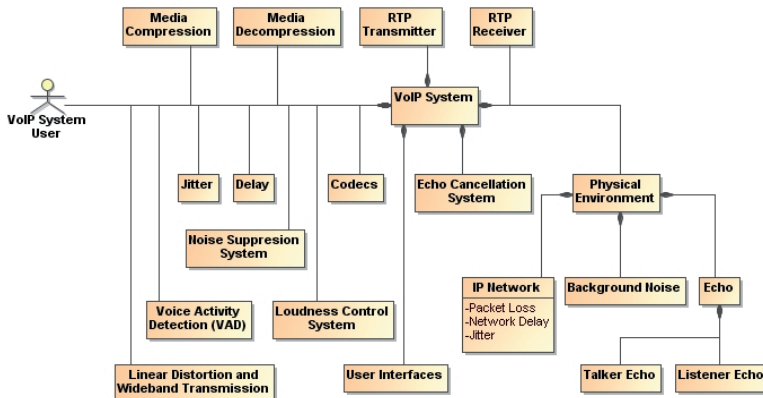 Media
Compression
Media
Decompression
RTP
Transmitter
RTP
Receiver
VoIP System
VoIP System
User
Jitter
Delay
Codecs
Echo Cancellation
System
Physical
Environment
Noise Suppresion
System
IP Network
-Packet Loss
-Network Delay
-Jitter
Background Noise
Echo
Voice Activity
Detection (VAD)
Loudness Control
System
Linear Distortion and
Wideband Transmission
User Interfaces
Talker Echo
Listener Echo